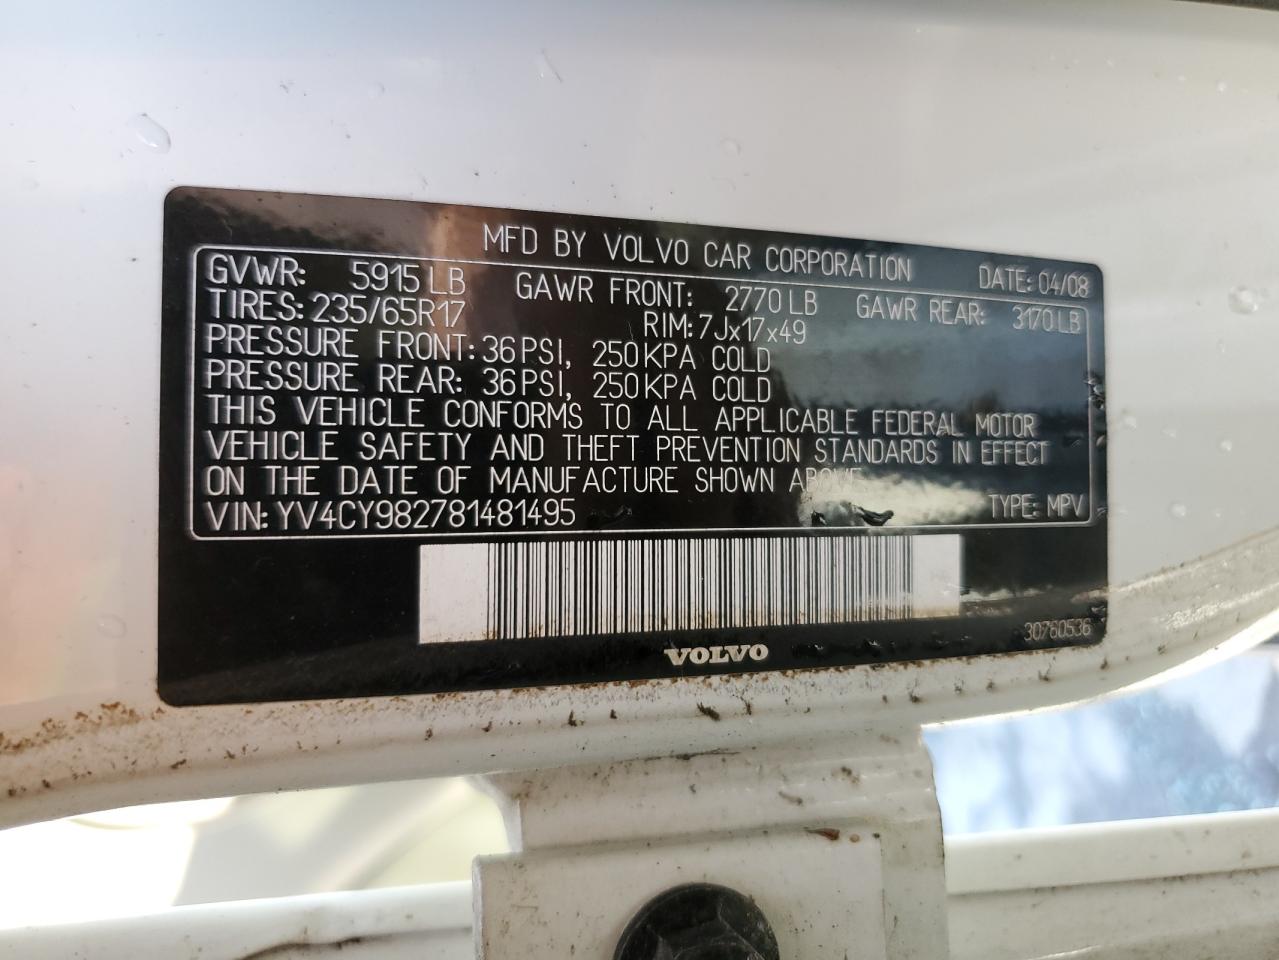 MFD BY VOLVO CAR CORPORATION DATE: 04/08
GVWR: 5915 LB GAWR FRONT: 2770 LB GAWR REAR: 3170 LB
TIRES: 235/65R17 RIM: 7Jx17x49
PRESSURE FRONT: 36 PSI, 250 KPA COLD
PRESSURE REAR: 36 PSI, 250 KPA COLD
THIS VEHICLE CONFORMS TO ALL APPLICABLE FEDERAL MOTOR
VEHICLE SAFETY AND THEFT PREVENTION STANDARDS IN EFFECT
ON THE DATE OF MANUFACTURE SHOWN ABOVE.
VIN: YV4CY982781481495 TYPE: MPV
30760536
VOLVO